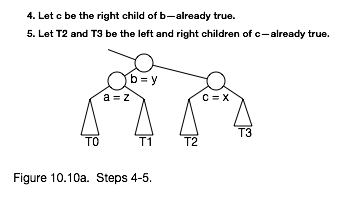 4. Let c be the right child of b—already true.
5. Let T2 and T3 be the left and right children of c—already true.
b = y
a = z
c = x
T0
T1
T2
T3
Figure 10.10a. Steps 4-5.